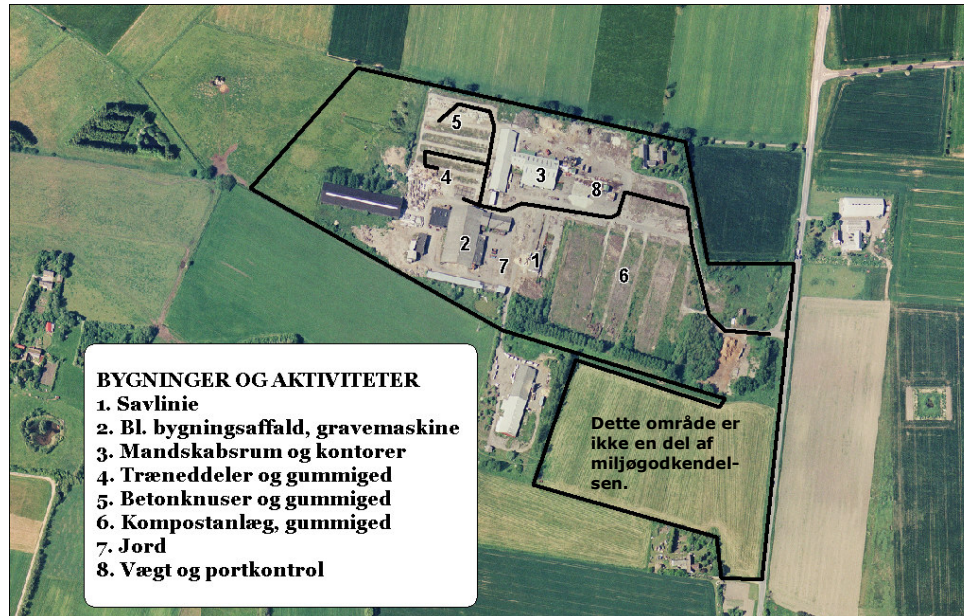 5
4
3
8
2
7
1
6
Dette område er
ikke en del af
miljøgodkendel-
sen.
BYGNINGER OG AKTIVITETER
1. Savlinie
2. Bl. bygningsaffald, gravemaskine
3. Mandskabsrum og kontorer
4. Træneddeler og gummiged
5. Betonknuser og gummiged
6. Kompostanlæg, gummiged
7. Jord
8. Vægt og portkontrol